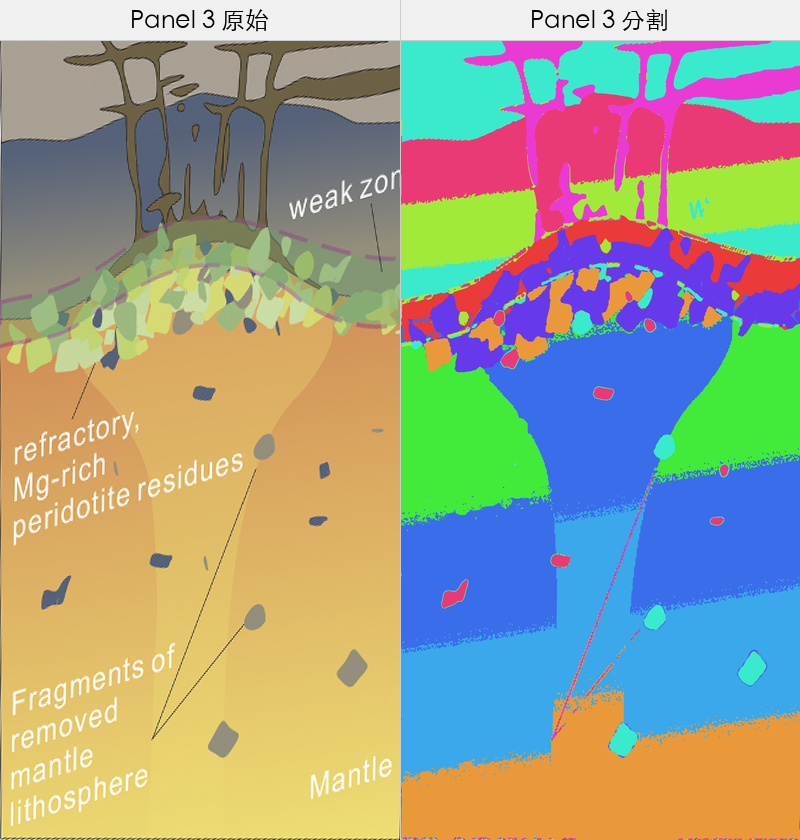 Panel 3 原始
Panel 3 分割
weak zon
refractory,
Mg-rich
peridotite residues
Fragments of
removed
mantle
lithosphere
Mantle